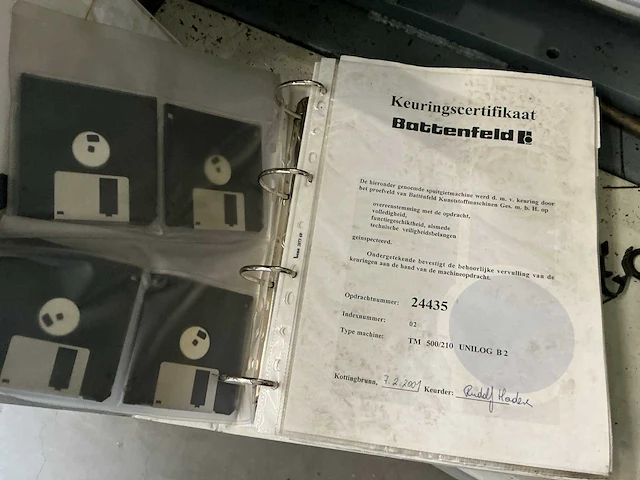 Keuringscertifikaat
Battenfeld
De hieronder genoemde spuitgietmachine werd d. m. v. keuring door
het proefveld van Battenfeld Kunststoffmaschinen Ges. m. b. H. op
overeenstemming met de opdracht,
volledigheid,
functiegeschiktheid, alsmede
technische veiligheidsbelangen
geinspecteerd.
Ondergetekende bevestigt de behoorlijke vervulling van de
keuringen aan de hand van de machineopdracht.
Opdrachtnummer: 24435
Indexnummer: 02
Type machine: TM 500/210 UNILOG B2
Kottingbrunn, 7.2.2001 Keurder: Rudolf